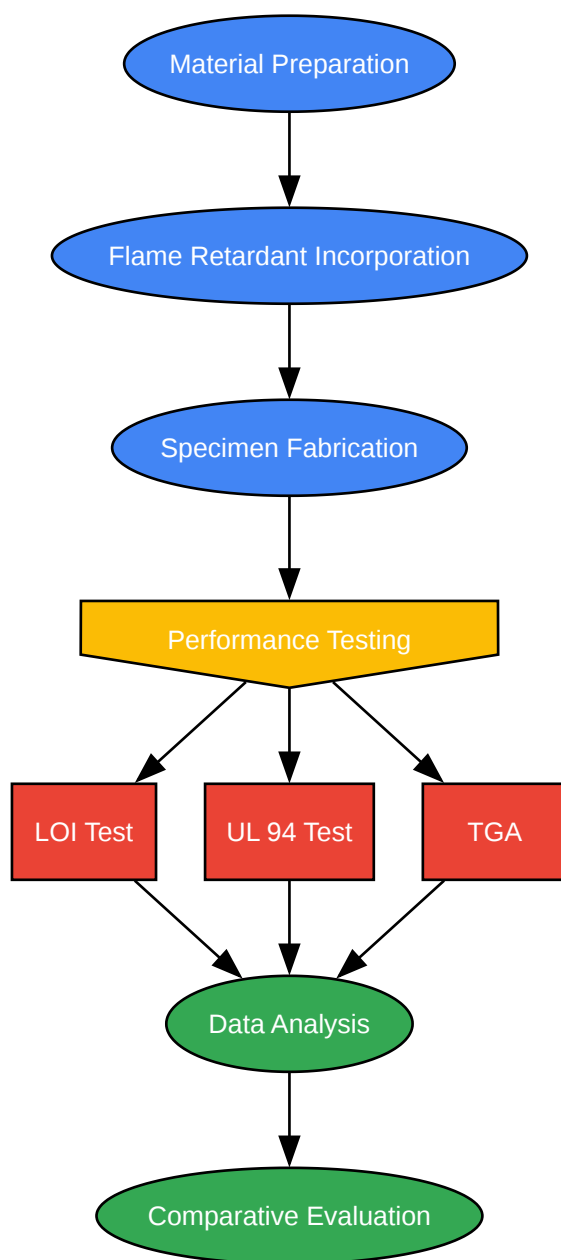 Material Preparation
Flame Retardant Incorporation
Specimen Fabrication
Performance Testing
LOI Test
UL 94 Test
TGA
Data Analysis
Comparative Evaluation